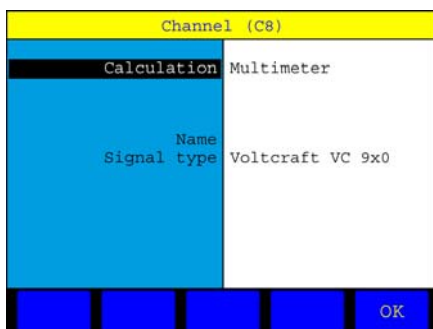 Channel (C8)
Calculation Multimeter
Name
Signal type Voltcraft VC 9x0
OK